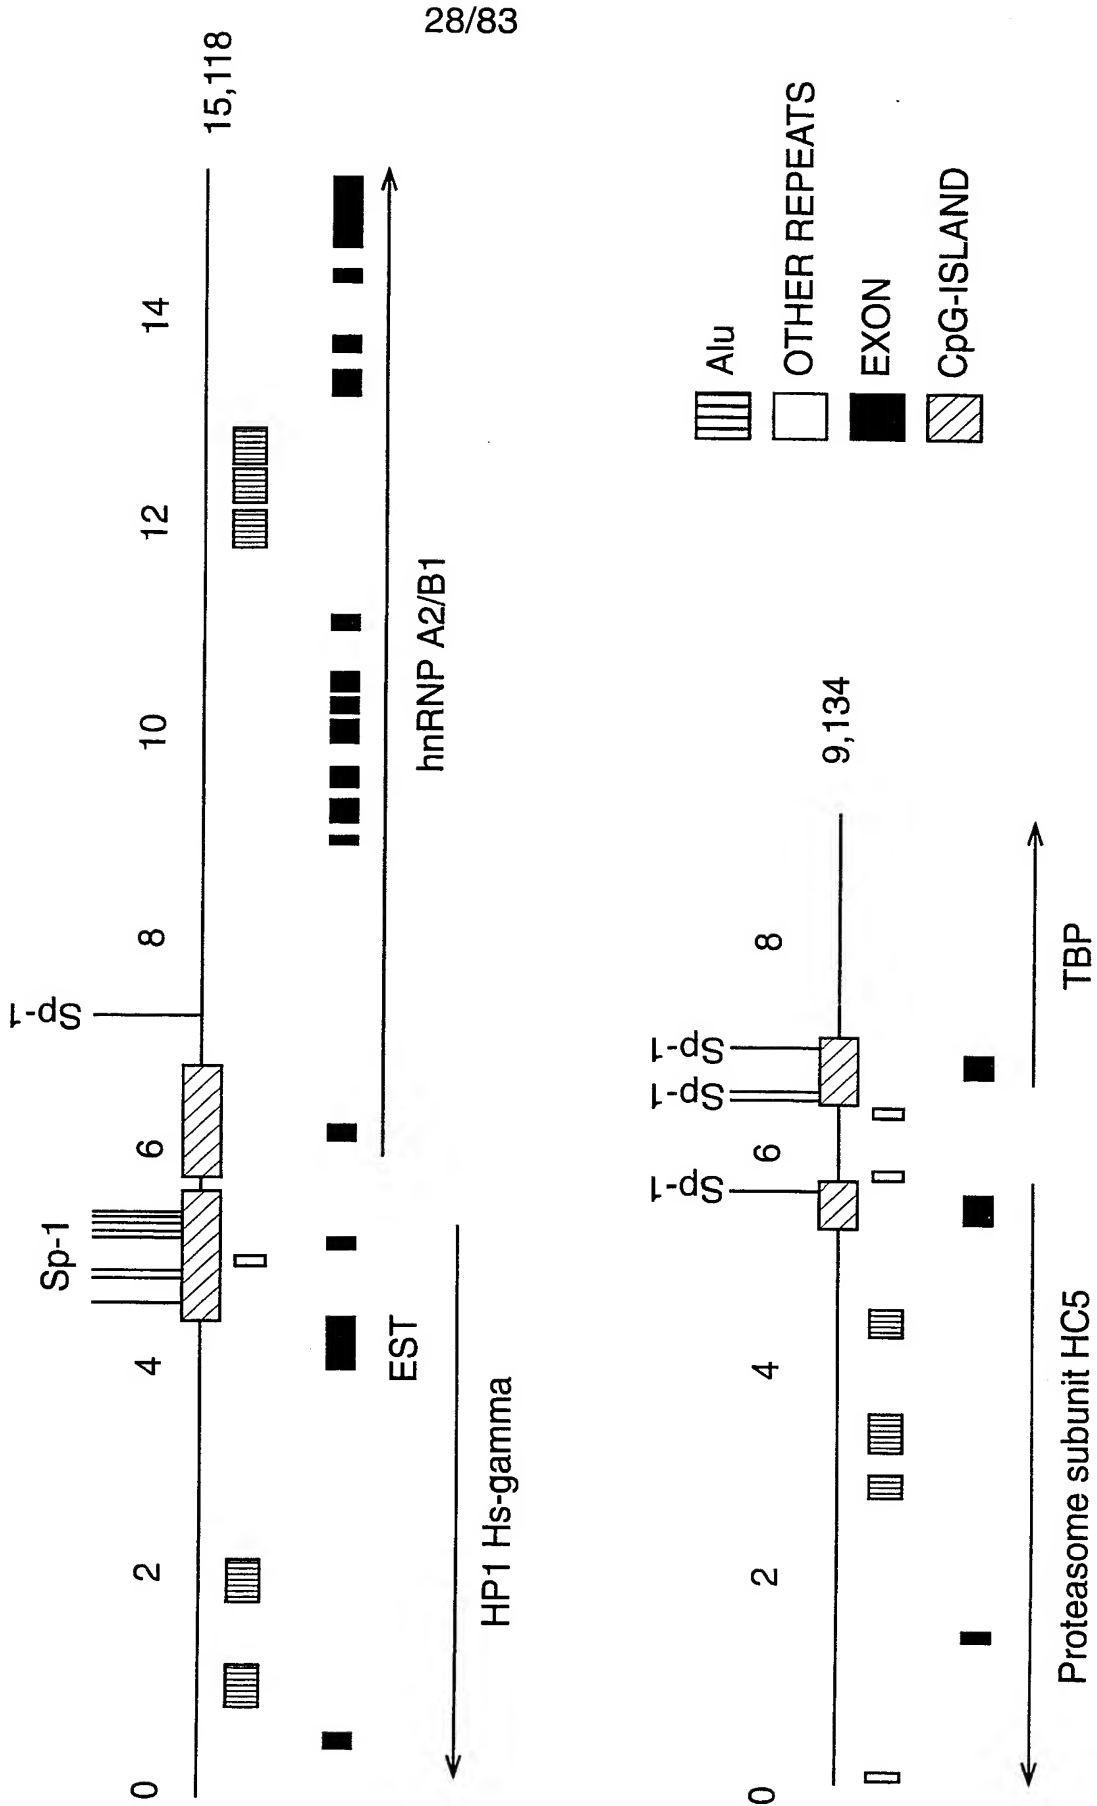 28/83
Sp-1
Sp-1
0 2 4 6 8 10 12 14
15,118
EST
HP1 Hs-gamma
hnRNP A2/B1
Sp-1
Sp-1
Sp-1
0 2 4 6 8
9,134
Proteasome subunit HC5
TBP
Alu
OTHER REPEATS
EXON
CpG-ISLAND